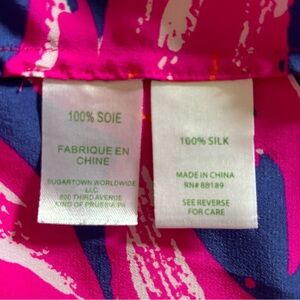 100% SOIE
FABRIQUE EN
CHINE
SUGARTOWN WORLDWIDE
LLC
800 THIRD AVENUE
KING OF PRUSSIA.PA
100% SILK
MADE IN CHINA
RN# 88189
SEE REVERSE
FOR CARE